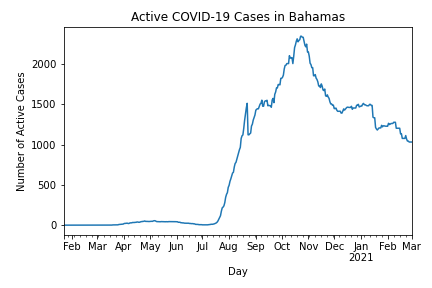 Active COVID-19 Cases in Bahamas
Number of Active Cases
2000
1500
1000
500
0
Feb Mar Apr May Jun Jul Aug Sep Oct Nov Dec Jan Feb Mar
2021
Day